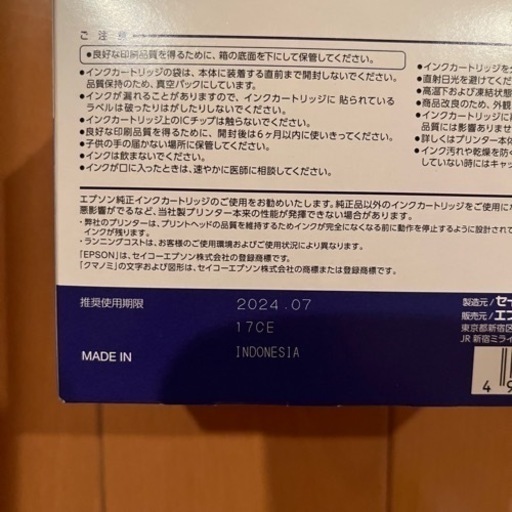 ご注意
●良好な印刷品質を得るために、箱の底面を下にして保管してください。
●インクカートリッジの袋は、本体に装着する直前まで開封しないでください。
品質保持のため、真空パックにしています。
●インクが漏れることがありますので、インクカートリッジに貼られている
ラベルは破ったりはがしたりしないでください。
●インクカートリッジ上のICチップは触らないでください。
●良好な印刷品質を得るために、開封後は6ヶ月以内に使いきってください。
●子供の手の届かない場所に保管してください。
●インクは飲まないでください。
●インクが口に入ったときは、速やかに医師に相談してください。
●インクカートリッジを
●直射日光を避けてくだ
●高温下および凍結状態
●商品改良のため、外観
●インクカートリッジに
品質には影響ありませ
●詳しくはプリンター本体
●インク汚れや乾燥を防
していない時にはキャッ
エプソン純正インクカートリッジのご使用をお勧めいたします。純正品以外のインクカートリッジをご使用にな
悪影響がでるなど、当社製プリンター本来の性能が発揮できない場合があります。
・弊社のプリンターは、プリントヘッドの品質を維持するためインクが完全になくなる前に動作を停止するように設計されて
インクが残ります。
・ランニングコストは、お客様のご使用環境およびご使用状況により異なります。
「EPSON」は、セイコーエプソン株式会社の登録商標です。
「クマノミ」の文字および図形は、セイコーエプソン株式会社の商標または登録商標です。
推奨使用期限 2024.07
17CE
MADE IN INDONESIA
製造元/セイ
販売元/エプ
東京都新宿区
JR新宿ミライ
4